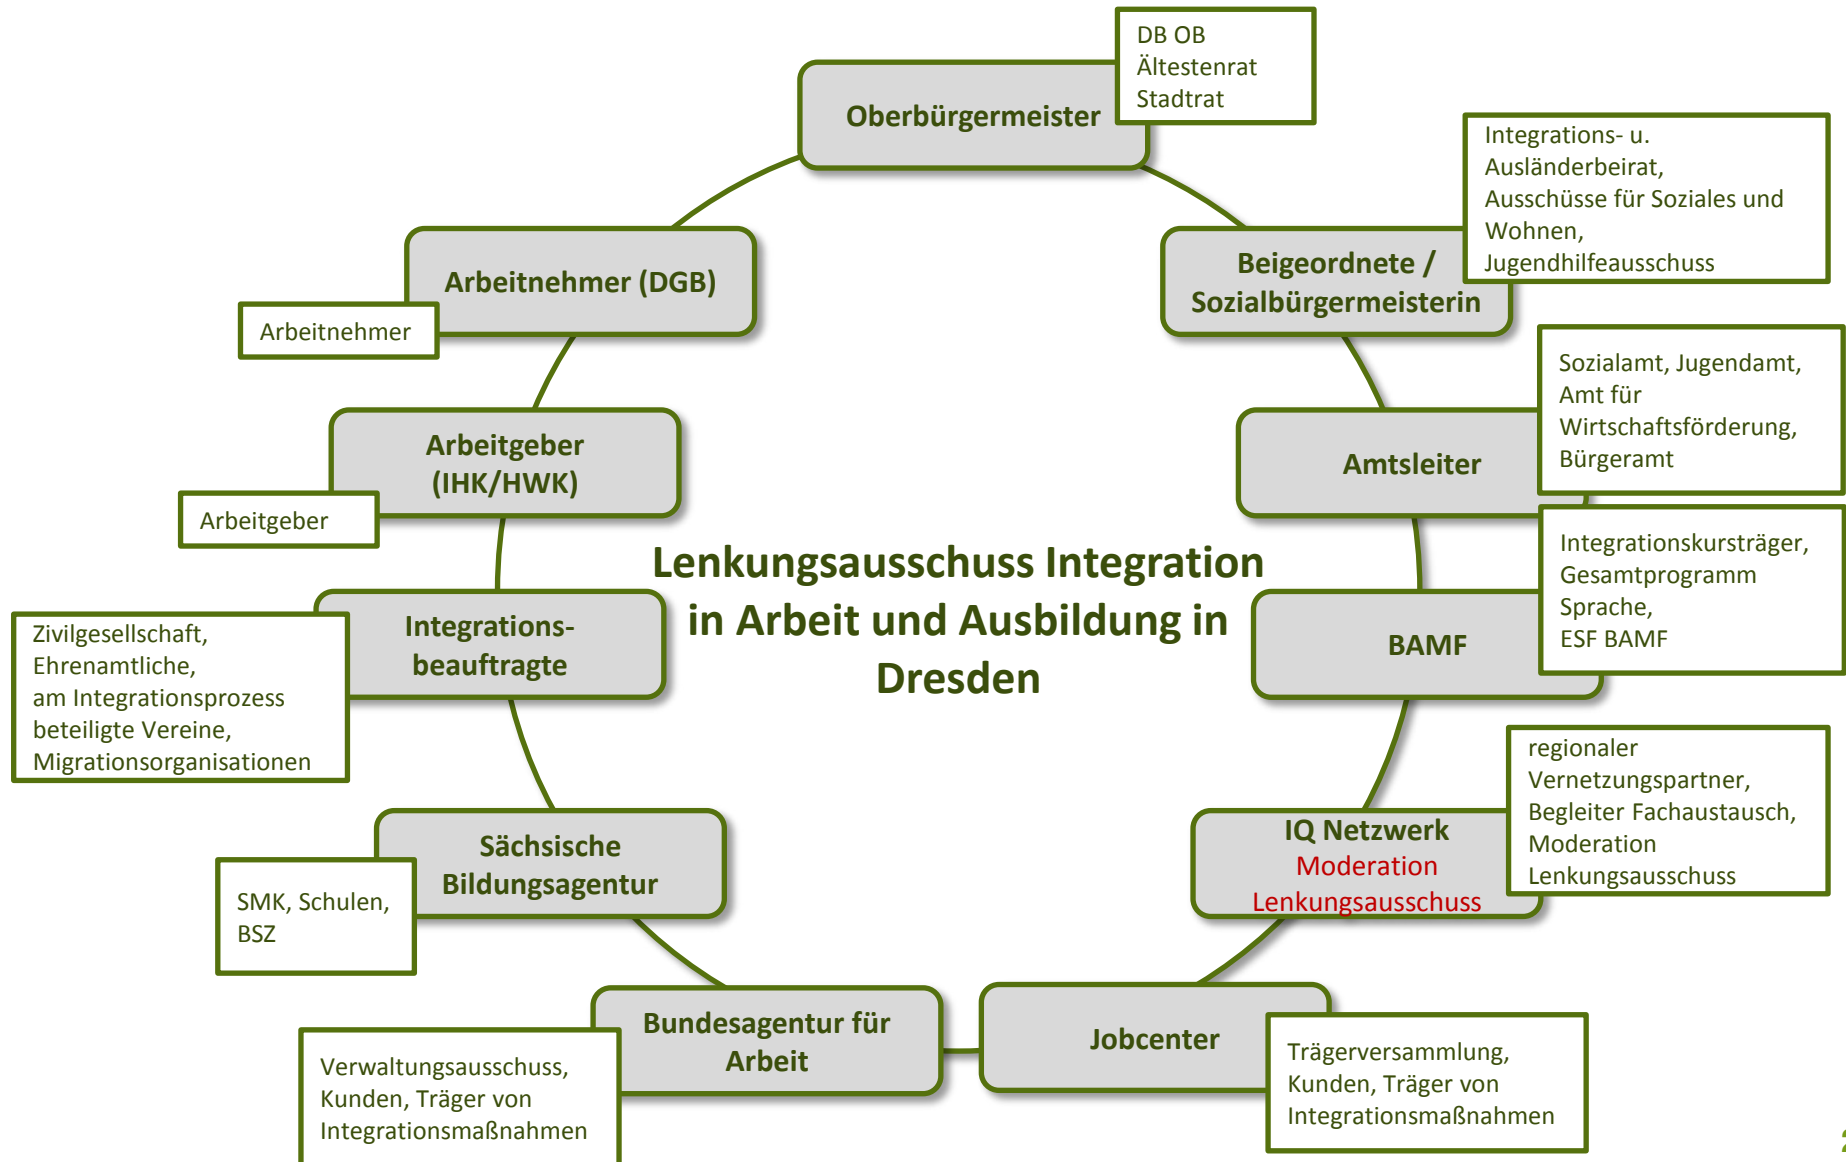 DB OB
Ältestenrat
Stadtrat
Oberbürgermeister
Integrations- u.
Ausländerbeirat,
Ausschüsse für Soziales und
Wohnen,
Jugendhilfeausschuss
Beigeordnete /
Sozialbürgermeisterin
Arbeitnehmer (DGB)
Arbeitnehmer
Sozialamt, Jugendamt,
Amt für
Wirtschaftsförderung,
Bürgeramt
Amtsleiter
Arbeitgeber
(IHK/HWK)
Arbeitgeber
Lenkungsausschuss Integration
in Arbeit und Ausbildung in
Dresden
Integrationskursträger,
Gesamtprogramm
Sprache,
ESF BAMF
BAMF
Integrations-
beauftragte
Zivilgesellschaft,
Ehrenamtliche,
am Integrationsprozess
beteiligte Vereine,
Migrationsorganisationen
regionaler
Vernetzungspartner,
Begleiter Fachaustausch,
Moderation
Lenkungsausschuss
IQ Netzwerk
Moderation
Lenkungsausschuss
Sächsische
Bildungsagentur
SMK, Schulen,
BSZ
Bundesagentur für
Arbeit
Verwaltungsausschuss,
Kunden, Träger von
Integrationsmaßnahmen
Jobcenter
Trägerversammlung,
Kunden, Träger von
Integrationsmaßnahmen